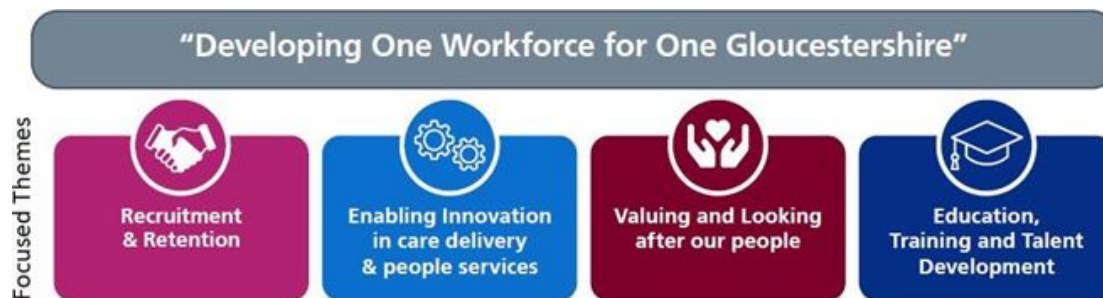 “Developing One Workforce for One Gloucestershire”
Focused Themes
Recruitment
& Retention
Enabling Innovation
in care delivery
& people services
Valuing and Looking
after our people
Education,
Training and Talent
Development